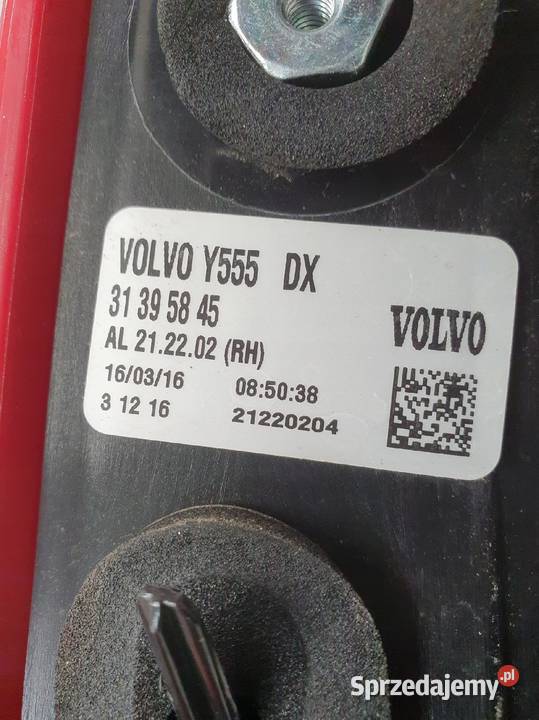 VOLVO Y555 DX
31 39 58 45
AL 21.22.02 (RH)
VOLVO
16/03/16 08:50:38
3 12 16 21220204
Sprzedajemy.pl